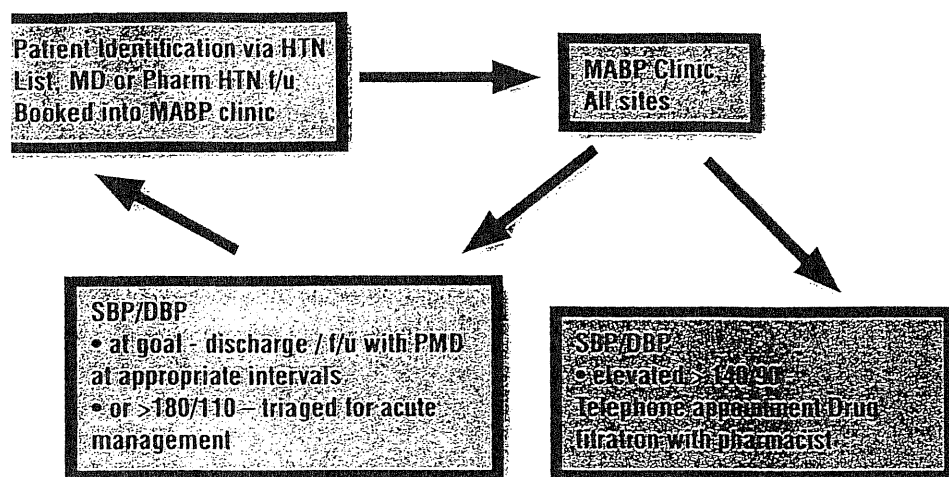 Patient Identification via HTN
List, MD or Pharm HTN f/u
Booked into MABP clinic
MABP Clinic
All sites
SBP/DBP
• at goal - discharge / f/u with PMD
at appropriate intervals
• or >180/110 – triaged for acute
management
SBP/DBP
• elevated > 140/90
Telephone appointment Drug
titration with pharmacist